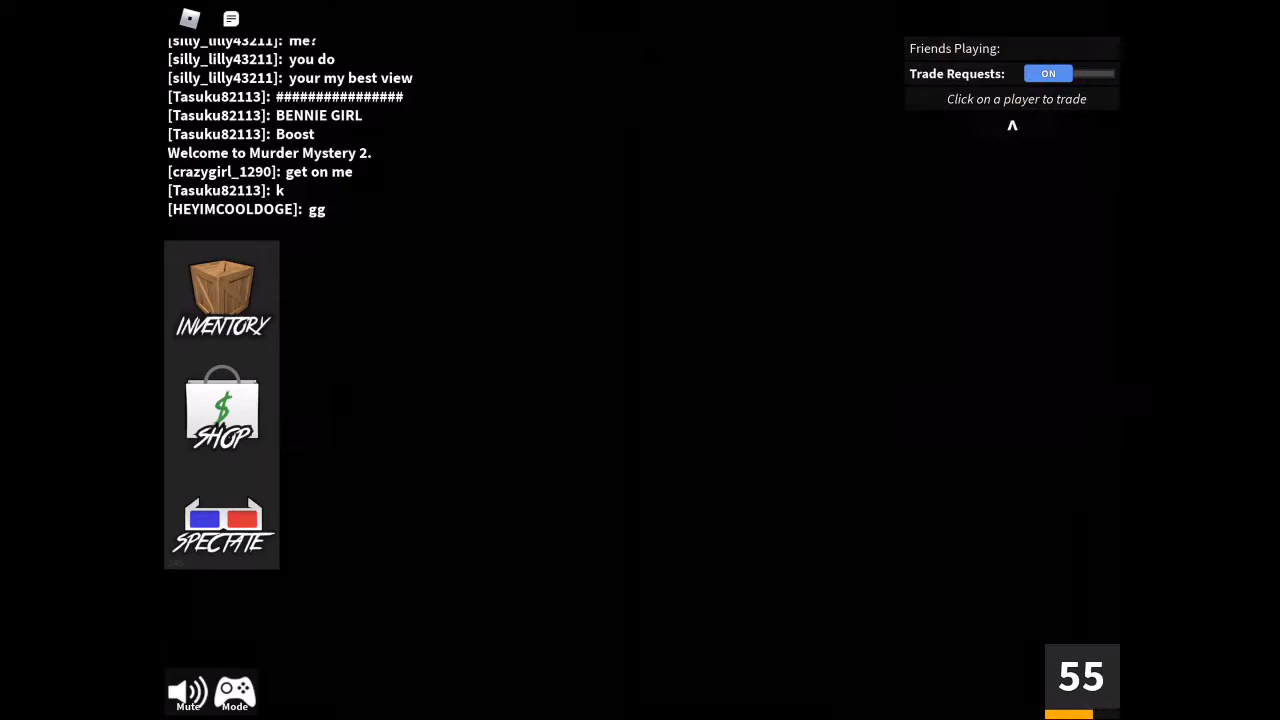 [silly_lilly43211]: me?
[silly_lilly43211]: you do
[silly_lilly43211]: your my best view
[Tasuku82113]: ################
[Tasuku82113]: BENNIE GIRL
[Tasuku82113]: Boost
Welcome to Murder Mystery 2.
[crazygirl_1290]: get on me
[Tasuku82113]: k
[HEYIMCOOLDOGE]: gg
Friends Playing:
Trade Requests: ON
Click on a player to trade
INVENTORY
$
SHOP
SPECTATE
Mute Mode
55